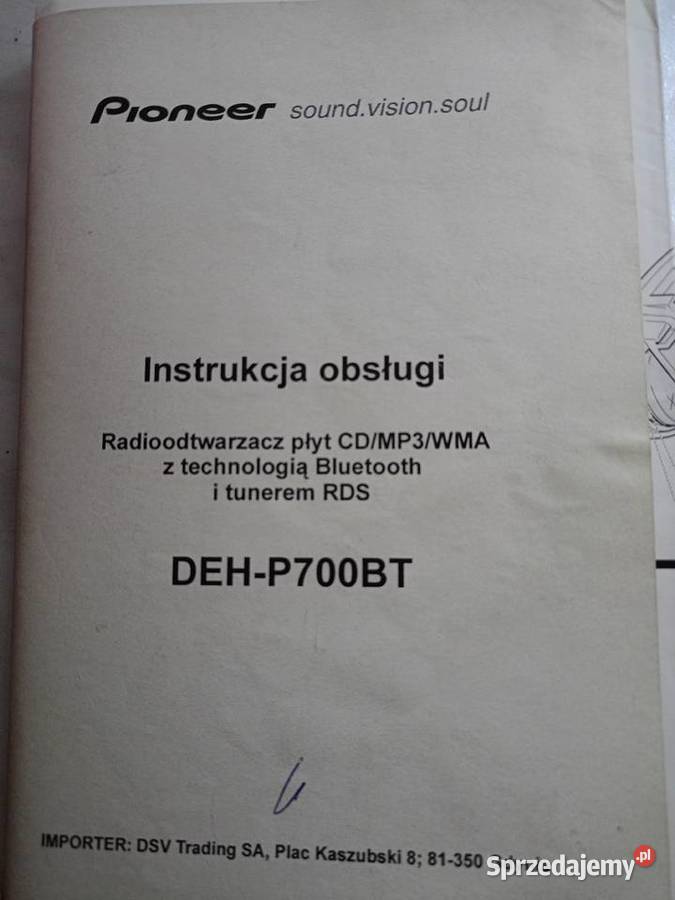 Pioneer sound.vision.soul
Instrukcja obsługi
Radioodtwarzacz płyt CD/MP3/WMA
z technologią Bluetooth
i tunerem RDS
DEH-P700BT
IMPORTER: DSV Trading SA, Plac Kaszubski 8; 81-350
Sprzedajemy.pl